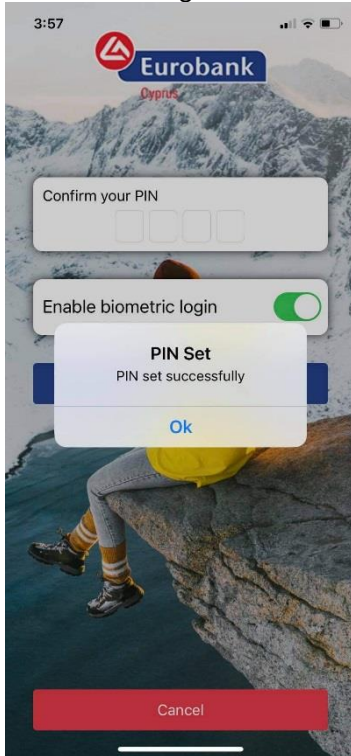 3:57
Eurobank
Cyprus
Confirm your PIN
Enable biometric login
PIN Set
PIN set successfully
Ok
Cancel